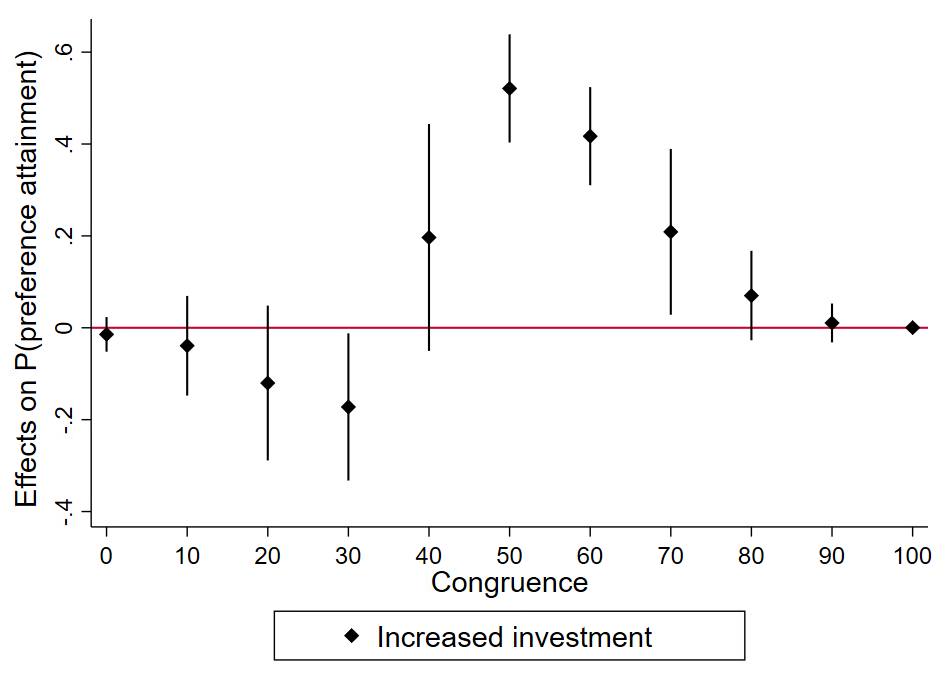 Effects on P(preference attainment)
.6
.4
.2
0
-.2
-.4
0 10 20 30 40 50 60 70 80 90 100
Congruence
Increased investment